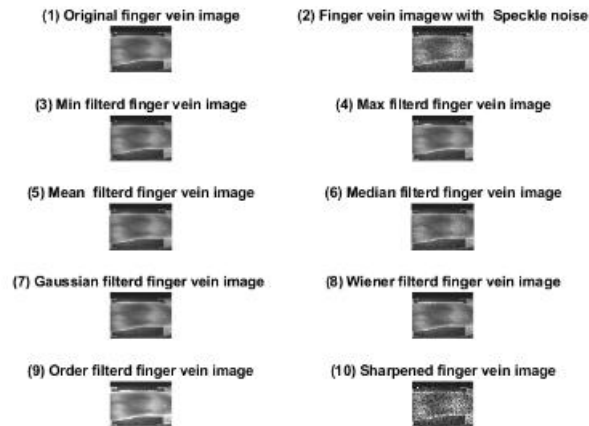 (1) Original finger vein image
(2) Finger vein imagew with Speckle noise
(3) Min filterd finger vein image
(4) Max filterd finger vein image
(5) Mean filterd finger vein image
(6) Median filterd finger vein image
(7) Gaussian filterd finger vein image
(8) Wiener filterd finger vein image
(9) Order filterd finger vein image
(10) Sharpened finger vein image